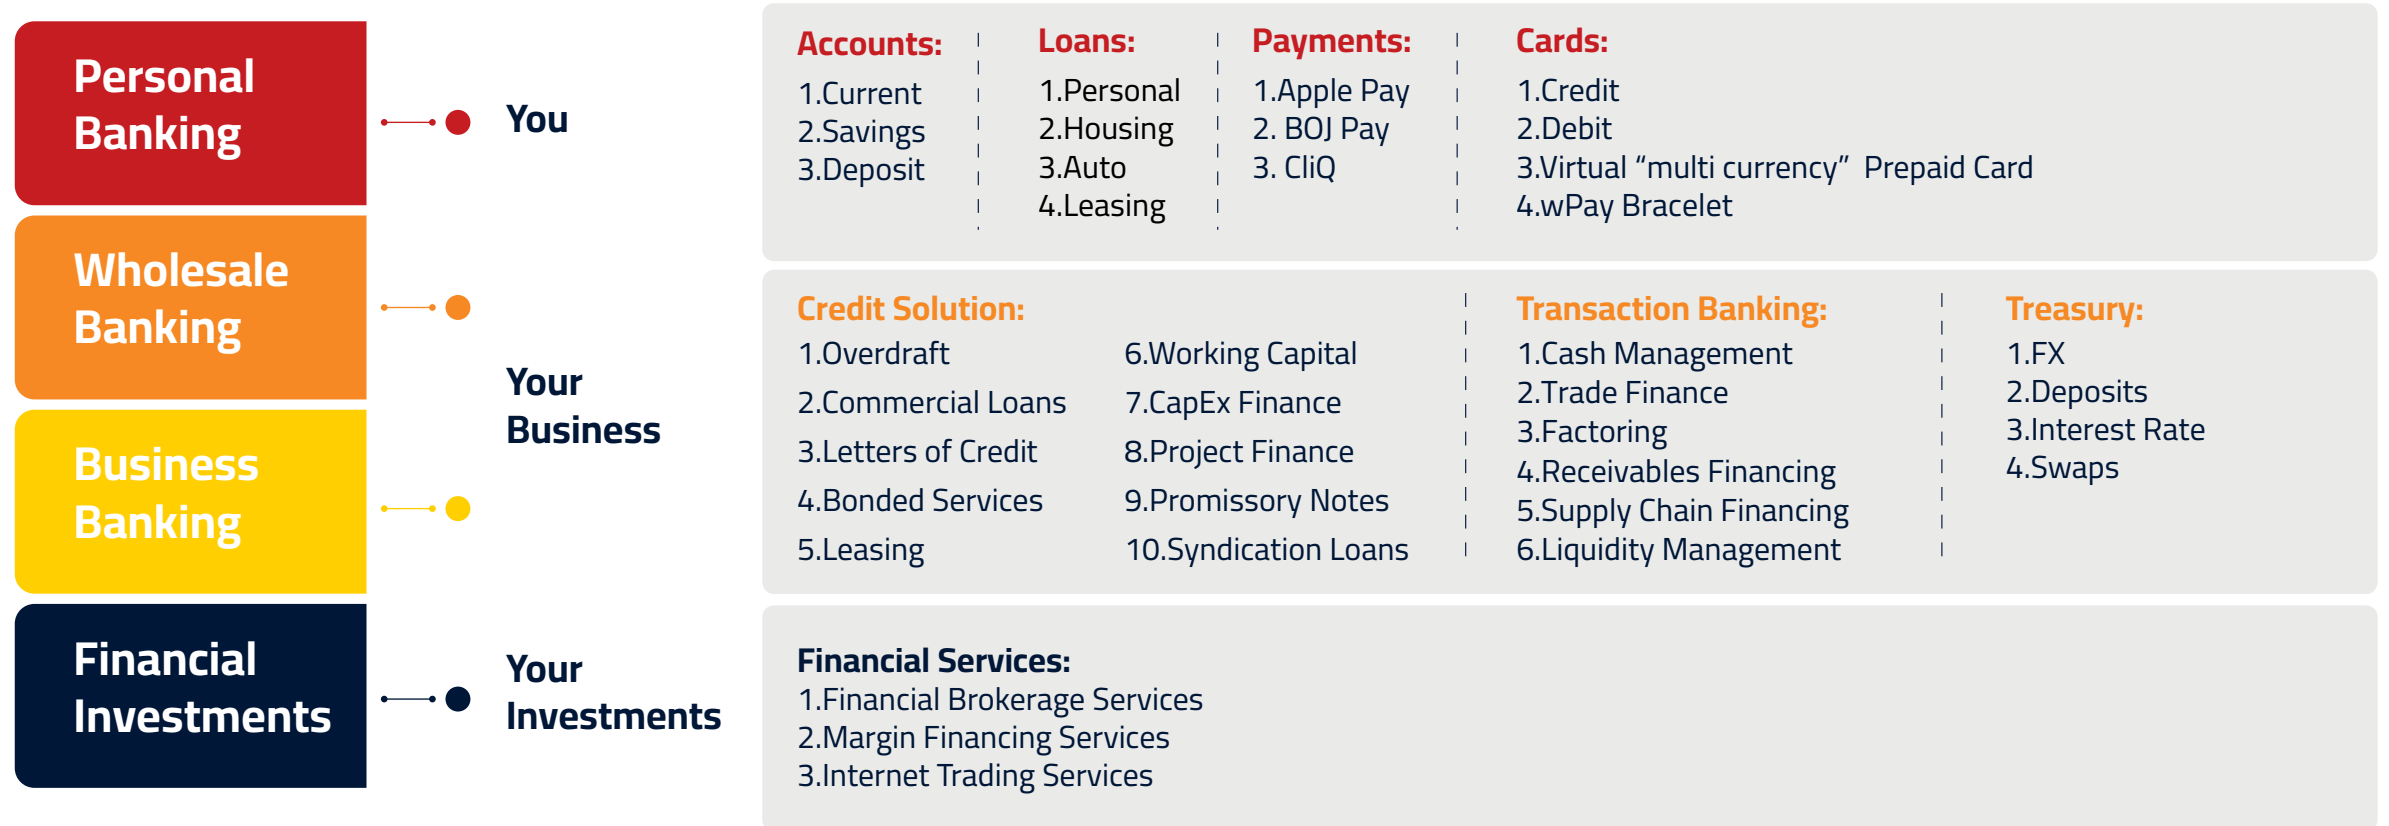 Personal
Banking
You
Accounts:
1.Current
2.Savings
3.Deposit
Loans:
1.Personal
2.Housing
3.Auto
4.Leasing
Payments:
1.Apple Pay
2. BOJ Pay
3. CliQ
Cards:
1.Credit
2.Debit
3.Virtual “multi currency”  Prepaid Card
4.wPay Bracelet
Wholesale
Banking
Business
Banking
Your
Business
Credit Solution:
1.Overdraft
2.Commercial Loans
3.Letters of Credit
4.Bonded Services
5.Leasing
6.Working Capital
7.CapEx Finance
8.Project Finance
9.Promissory Notes
10.Syndication Loans
Transaction Banking:
1.Cash Management
2.Trade Finance
3.Factoring
4.Receivables Financing
5.Supply Chain Financing
6.Liquidity Management
Treasury:
1.FX
2.Deposits
3.Interest Rate
4.Swaps
Financial
Investments
Your
Investments
Financial Services:
1.Financial Brokerage Services
2.Margin Financing Services
3.Internet Trading Services